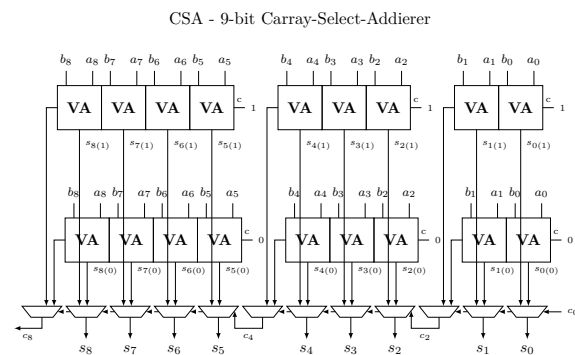 CSA - 9-bit Carray-Select-Addierer
b8 a8 b7 a7 b6 a6 b5 a5 b4 a4 b3 a3 b2 a2 b1 a1 b0 a0
VA VA VA VA c 1 VA VA VA c 1 VA VA c 1
s8(1) s7(1) s6(1) s5(1) s4(1) s3(1) s2(1) s1(1) s0(1)
b8 a8 b7 a7 b6 a6 b5 a5 b4 a4 b3 a3 b2 a2 b1 a1 b0 a0
VA VA VA VA c 0 VA VA VA c 0 VA VA c 0
s8(0) s7(0) s6(0) s5(0) s4(0) s3(0) s2(0) s1(0) s0(0)
c0
c8 c4 c2
s8 s7 s6 s5 s4 s3 s2 s1 s0